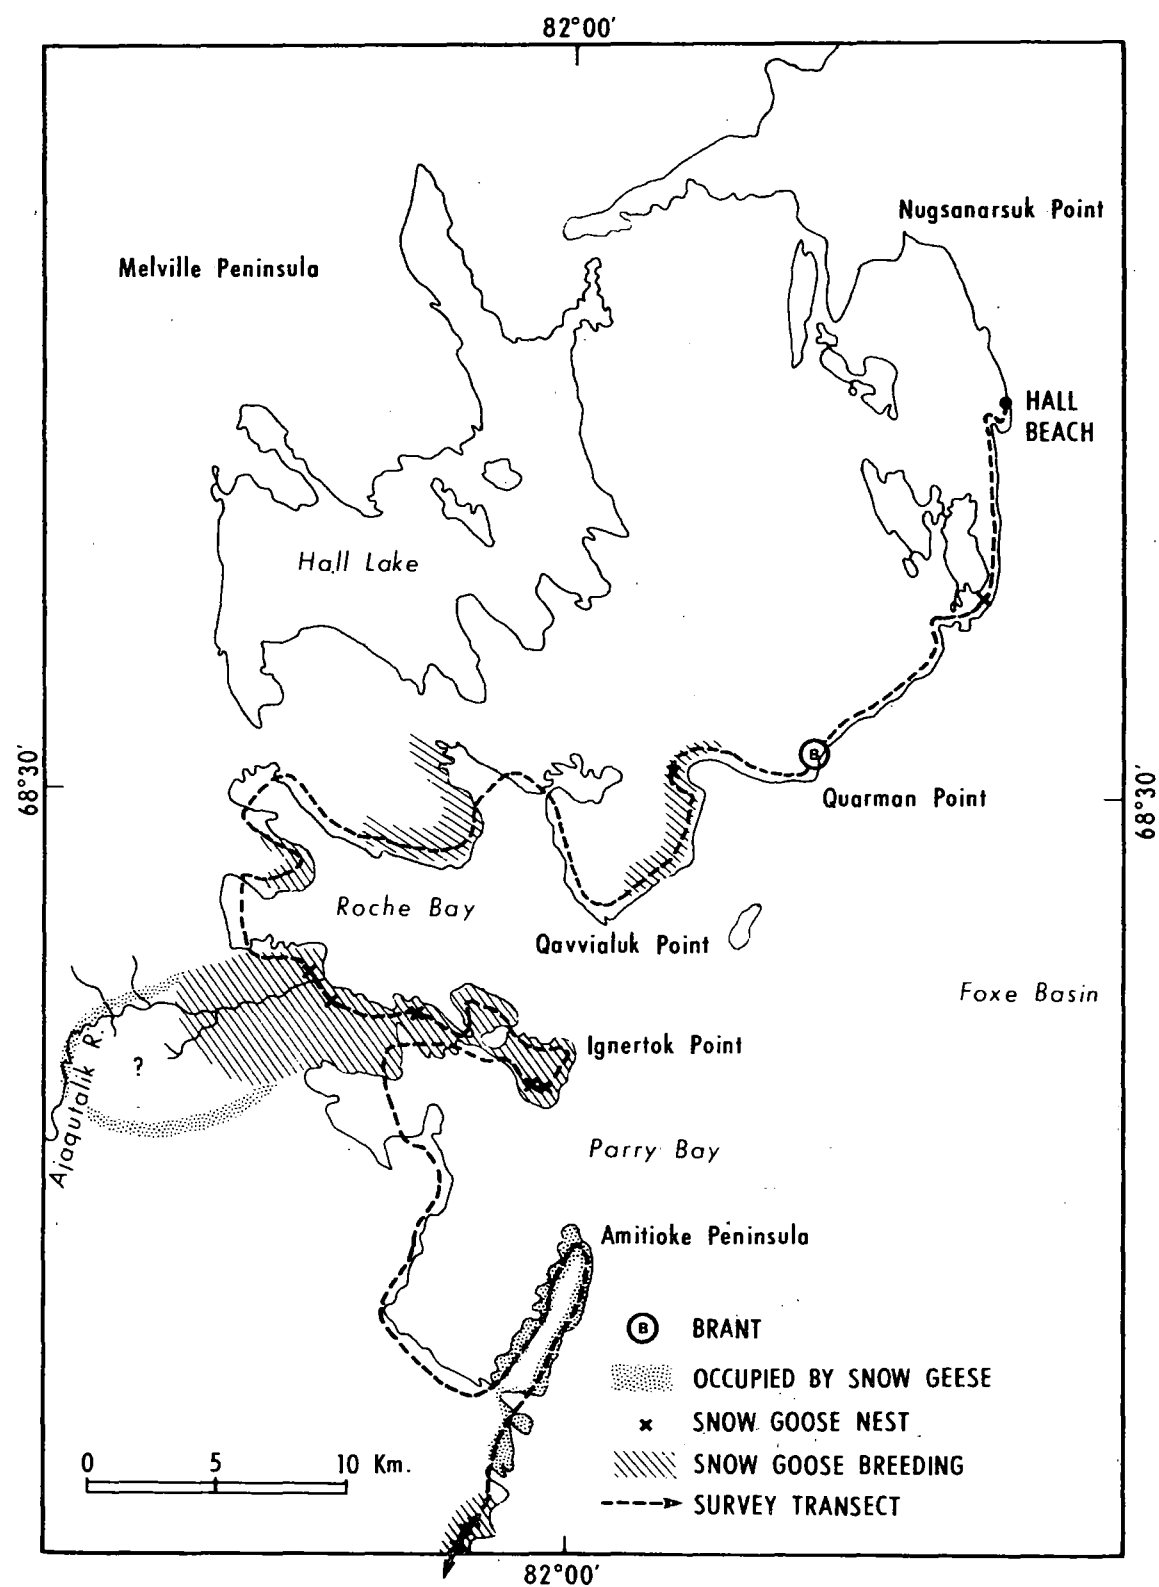 82°00'
Nugsanarsuk Point
Melville Peninsula
HALL
BEACH
Hall Lake
68°30'
68°30'
B
Quarman Point
Roche Bay
Qavvialuk Point
Foxe Basin
Ignertok Point
Ajaqutalik R.
?
Parry Bay
Amitioke Peninsula
B BRANT
OCCUPIED BY SNOW GEESE
x SNOW GOOSE NEST
SNOW GOOSE BREEDING
SURVEY TRANSECT
0 5 10 Km.
82°00'